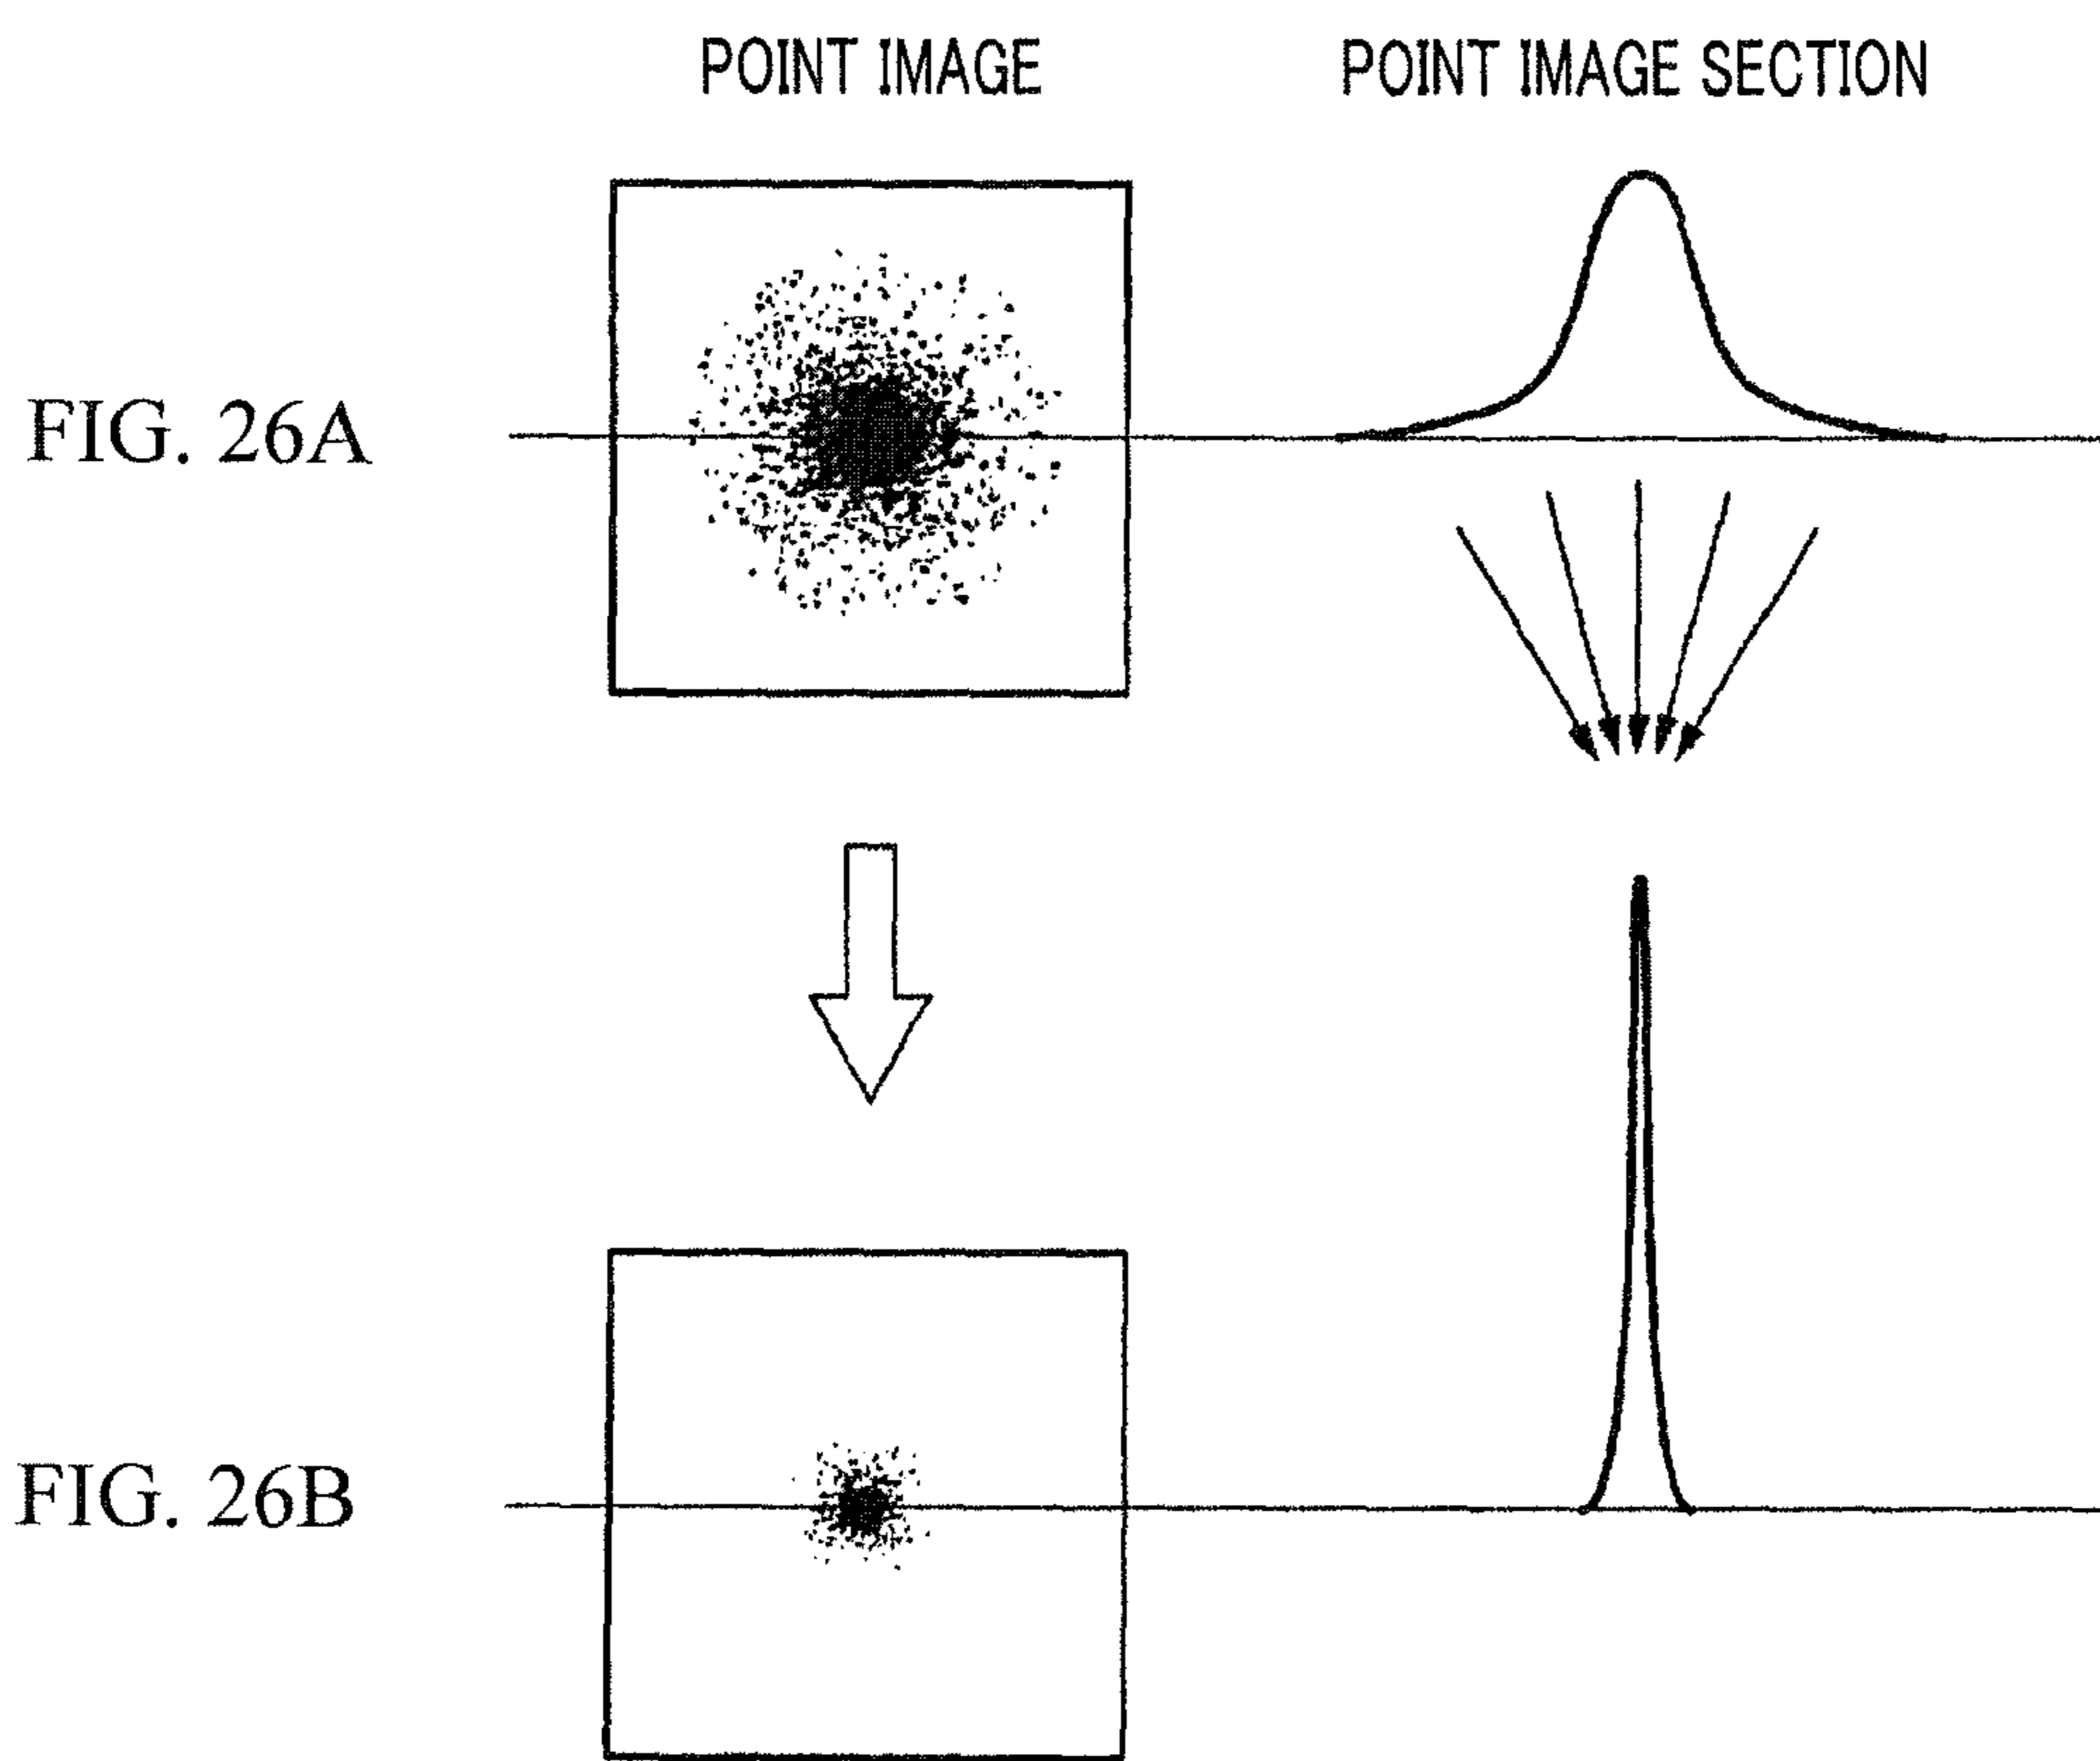 POINT IMAGE
POINT IMAGE SECTION
FIG. 26A
FIG. 26B